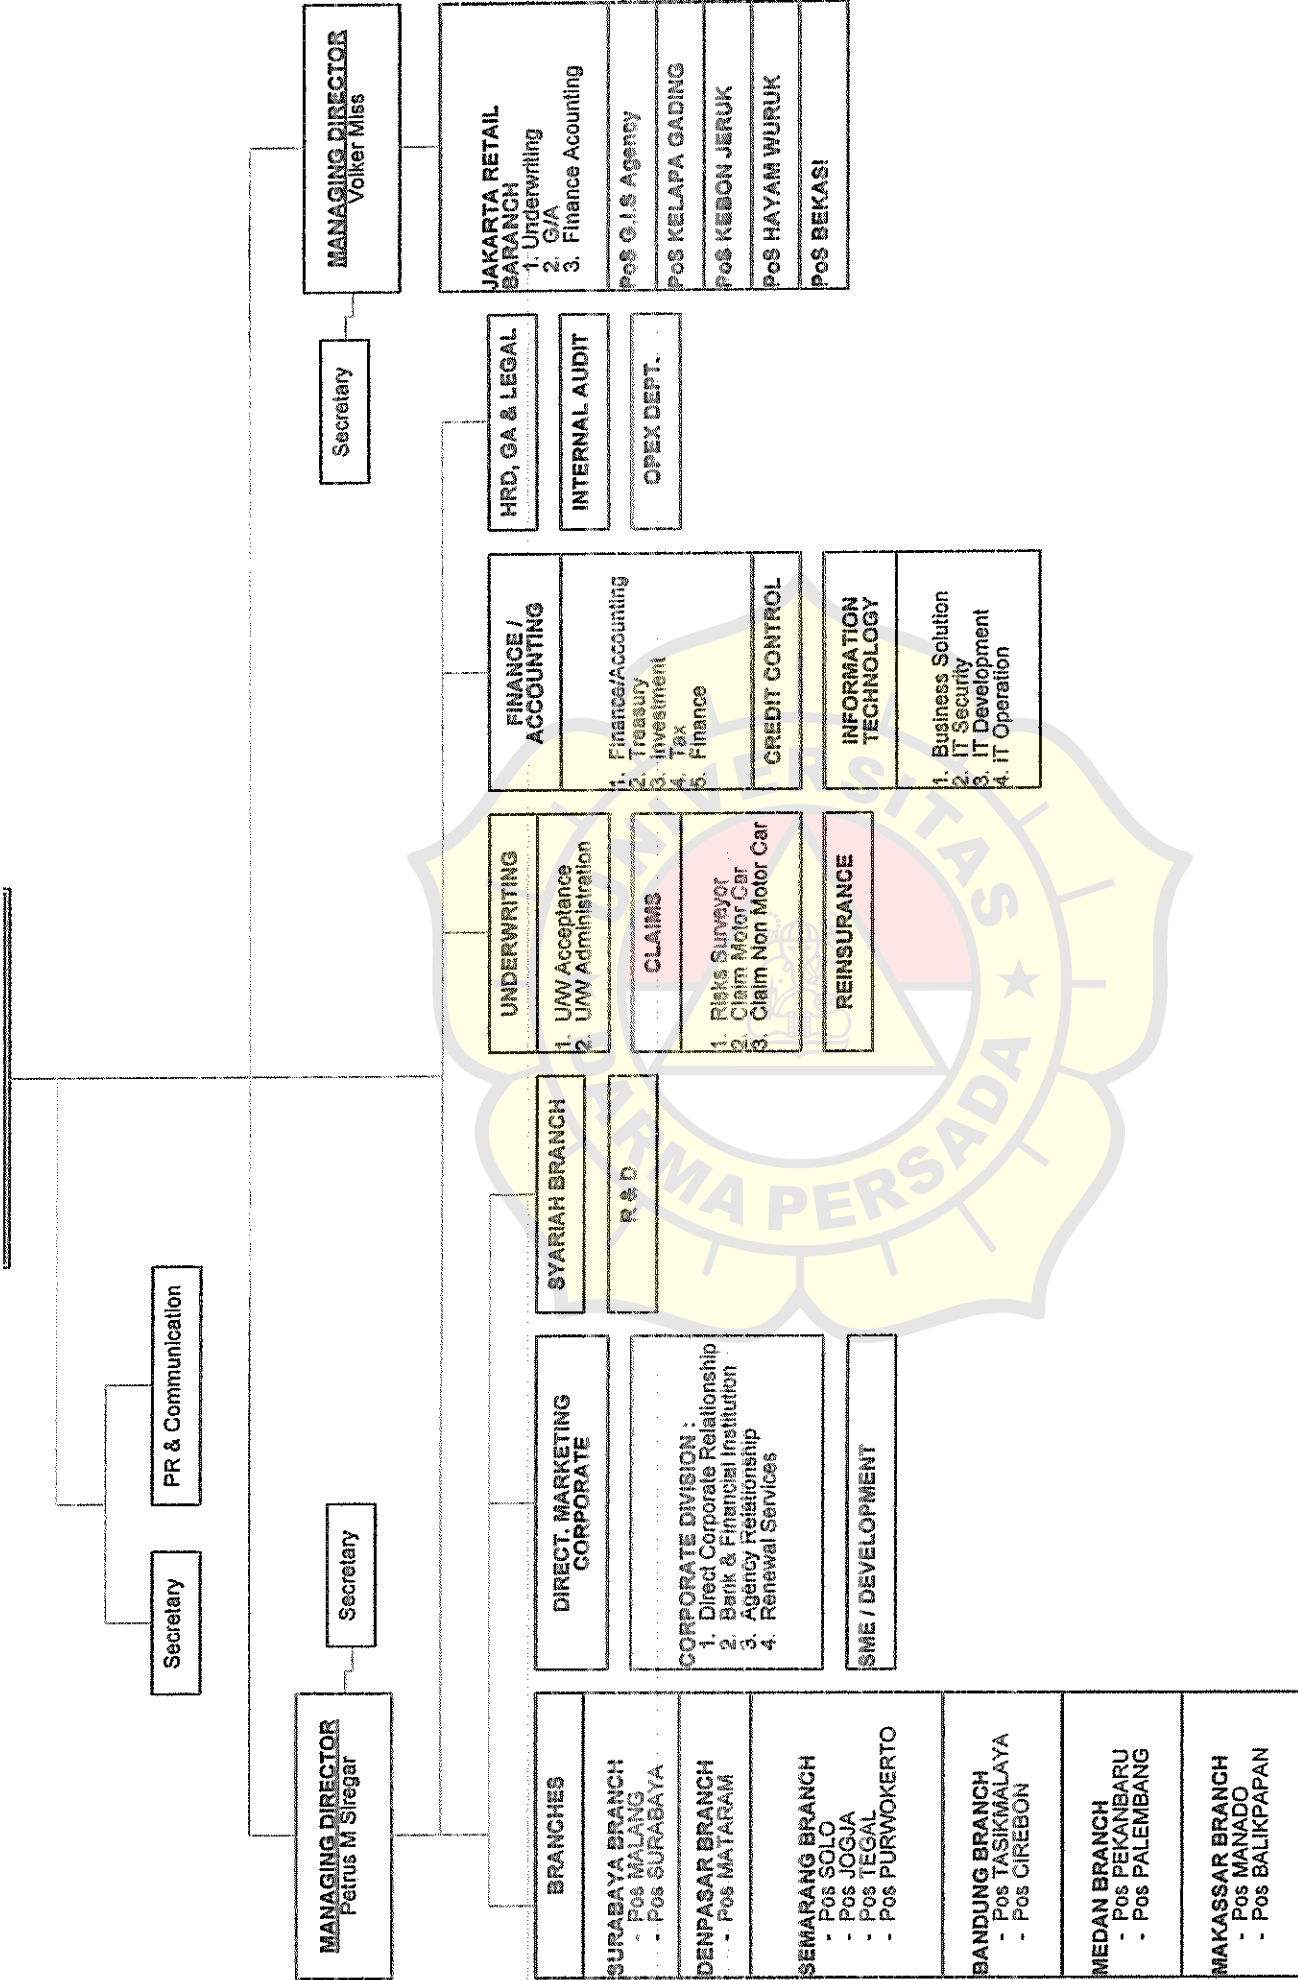 Secretary
PR & Communication
MANAGING DIRECTOR
Petrus M Siregar
Secretary
MANAGING DIRECTOR
Volker Miss
Secretary
BRANCHES
SURABAYA BRANCH
- Pos MALANG
- Pos SURABAYA
DENPASAR BRANCH
- Pos MATARAM
SEMARANG BRANCH
- Pos SOLO
- Pos JOGJA
- Pos TEGAL
- Pos PURWOKERTO
BANDUNG BRANCH
- Pos TASIKMALAYA
- Pos CIREBON
MEDAN BRANCH
- Pos PEKANBARU
- Pos PALEMBANG
MAKASSAR BRANCH
- Pos MANADO
- Pos BALIKPAPAN
DIRECT. MARKETING
CORPORATE
CORPORATE DIVISION :
1. Direct Corporate Relationship
2. Bank & Financial Institution
3. Agency Relationship
4. Renewal Services
SME / DEVELOPMENT
SYARIAH BRANCH
R & D
UNDERWRITING
1. U/W Acceptance
2. U/W Administration
CLAIMS
1. Risks Surveyor
2. Claim Motor Car
3. Claim Non Motor Car
REINSURANCE
FINANCE /
ACCOUNTING
1. Finance/Accounting
2. Treasury
3. Investment
4. Tax
5. Finance
CREDIT CONTROL
INFORMATION
TECHNOLOGY
1. Business Solution
2. IT Security
3. IT Development
4. IT Operation
HRD, GA & LEGAL
INTERNAL AUDIT
OPEX DEPT.
JAKARTA RETAIL
BARANCH
1. Underwriting
2. G/A
3. Finance Acounting
PoS G.I.S Agency
PoS KELAPA GADING
PoS KEBON JERUK
PoS HAYAM WURUK
PoS BEKASI
UNIVERSITAS
DARMA PERSADA